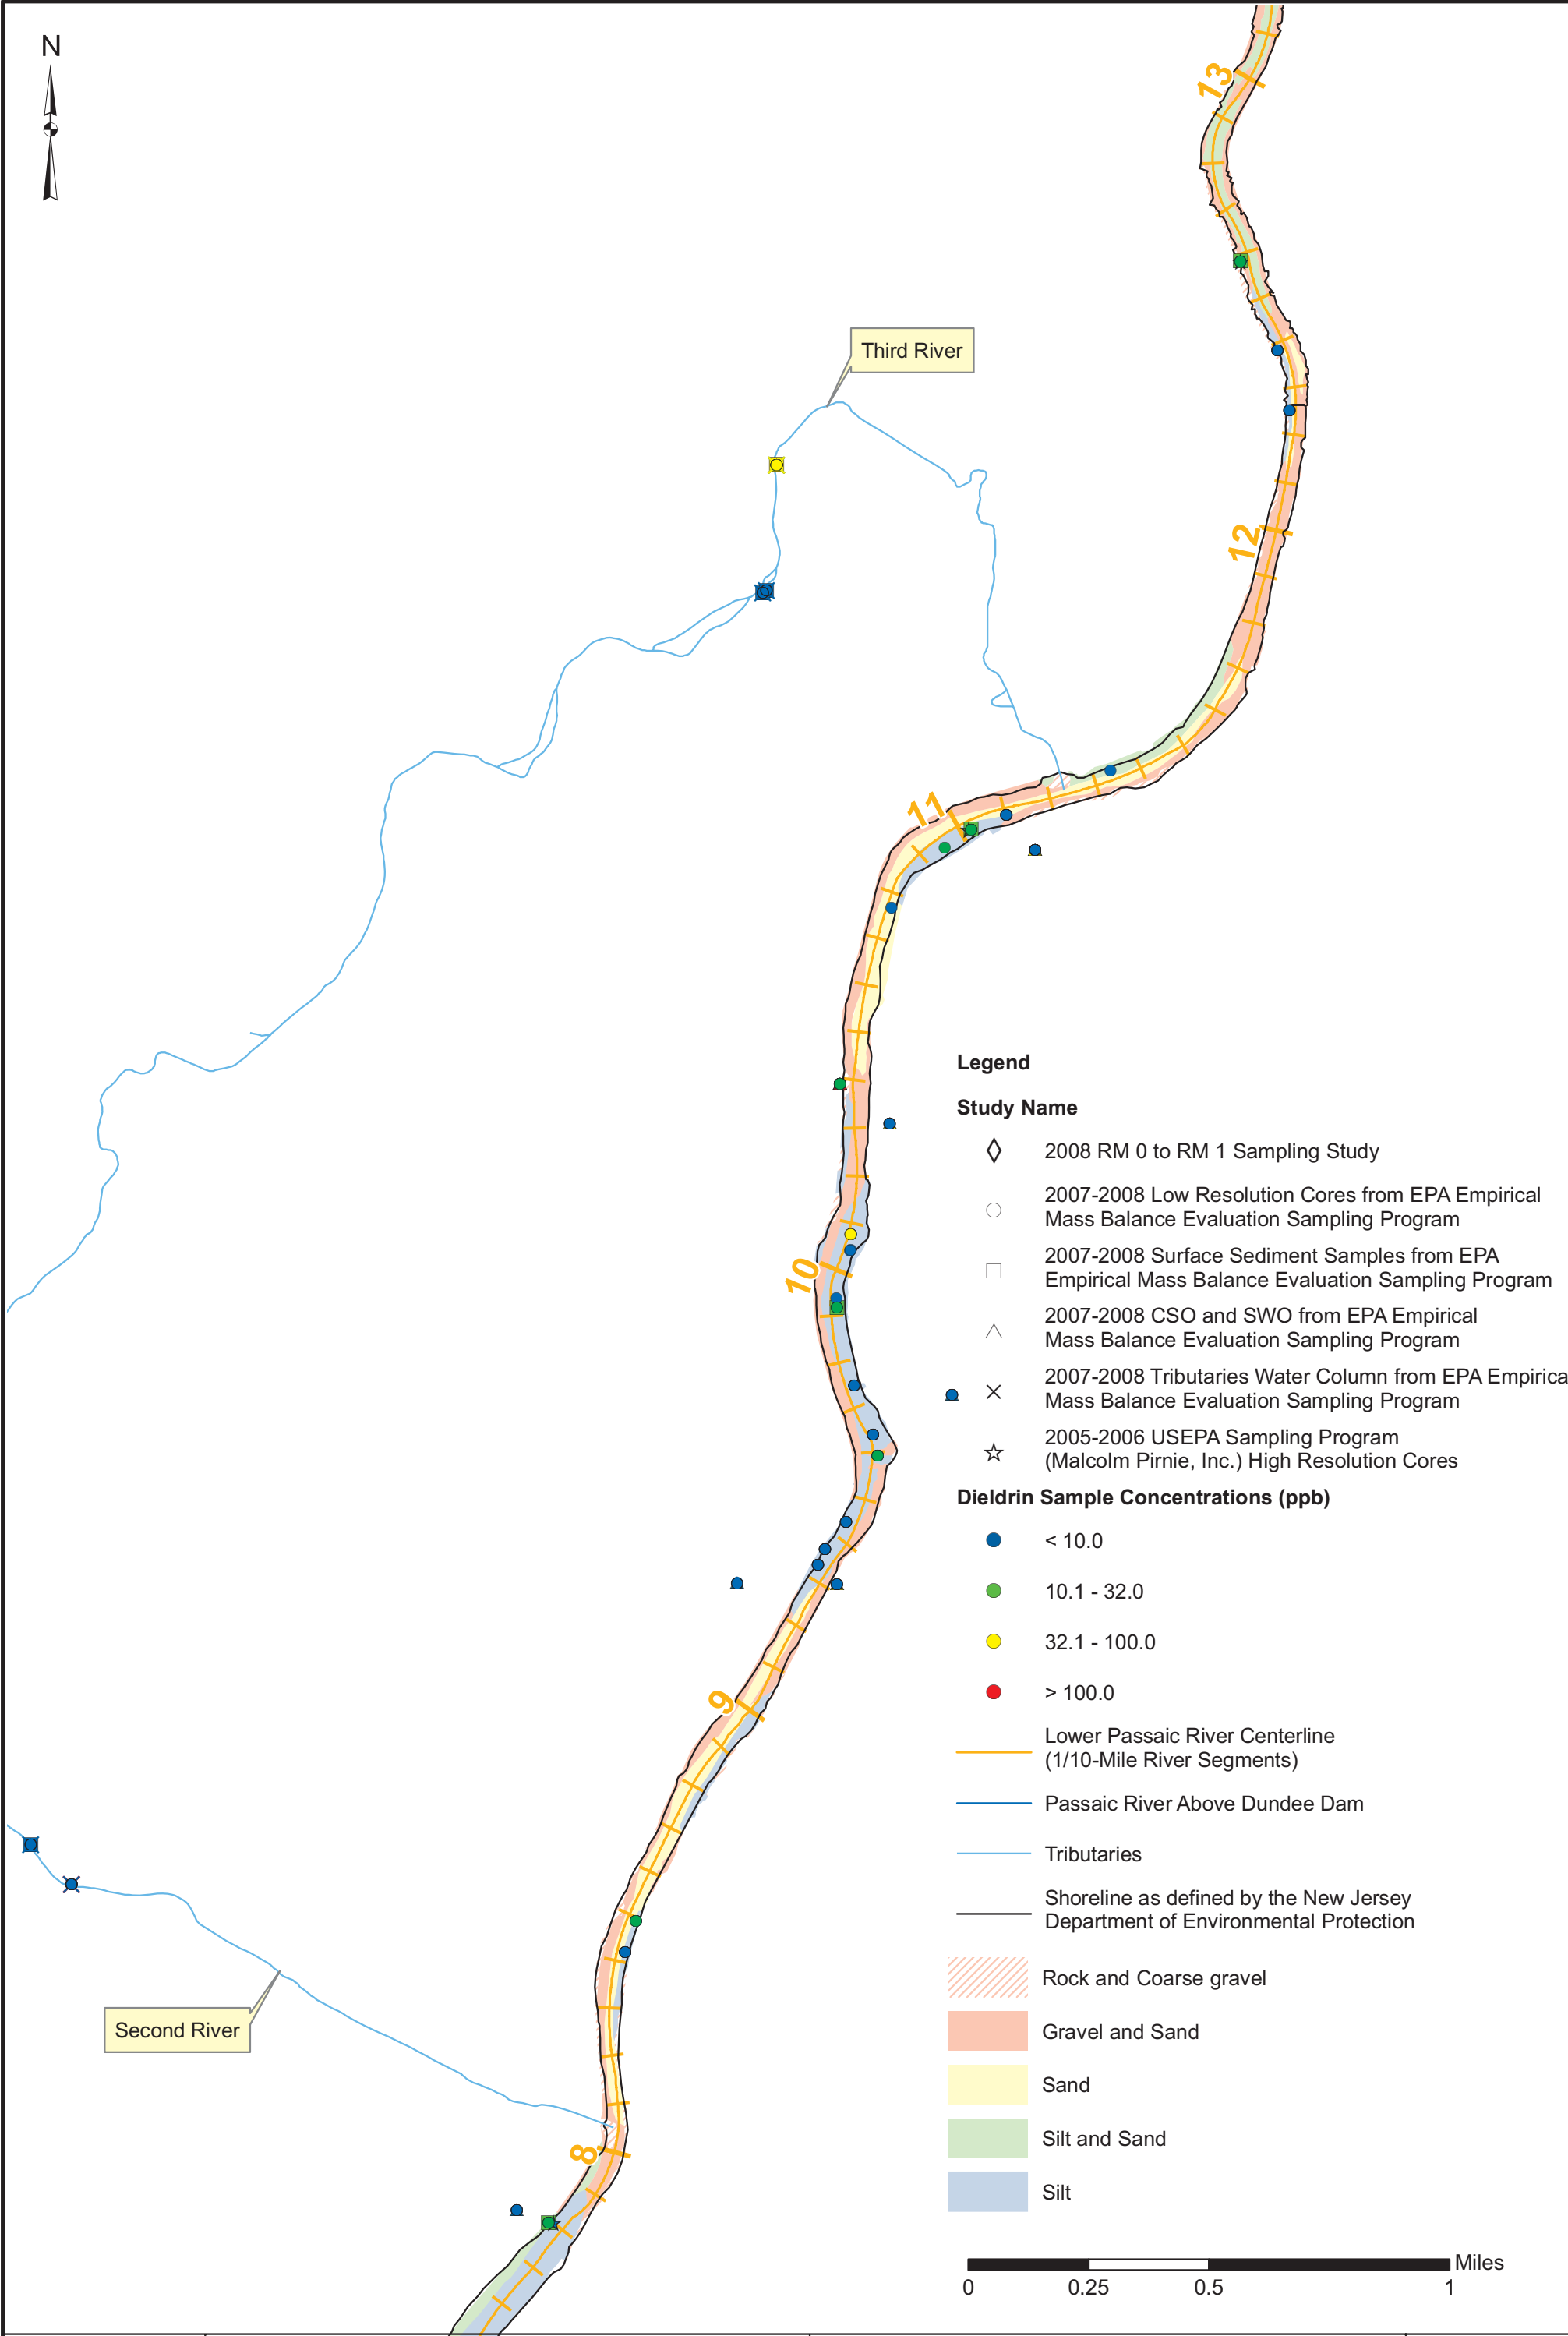 N
13
Third River
12
11
10
9
Second River
8
Legend
Study Name
2008 RM 0 to RM 1 Sampling Study
2007-2008 Low Resolution Cores from EPA Empirical
Mass Balance Evaluation Sampling Program
2007-2008 Surface Sediment Samples from EPA
Empirical Mass Balance Evaluation Sampling Program
2007-2008 CSO and SWO from EPA Empirical
Mass Balance Evaluation Sampling Program
2007-2008 Tributaries Water Column from EPA Empirica
Mass Balance Evaluation Sampling Program
2005-2006 USEPA Sampling Program
(Malcolm Pirnie, Inc.) High Resolution Cores
Dieldrin Sample Concentrations (ppb)
< 10.0
10.1 - 32.0
32.1 - 100.0
> 100.0
Lower Passaic River Centerline
(1/10-Mile River Segments)
Passaic River Above Dundee Dam
Tributaries
Shoreline as defined by the New Jersey
Department of Environmental Protection
Rock and Coarse gravel
Gravel and Sand
Sand
Silt and Sand
Silt
Miles
0 0.25 0.5 1